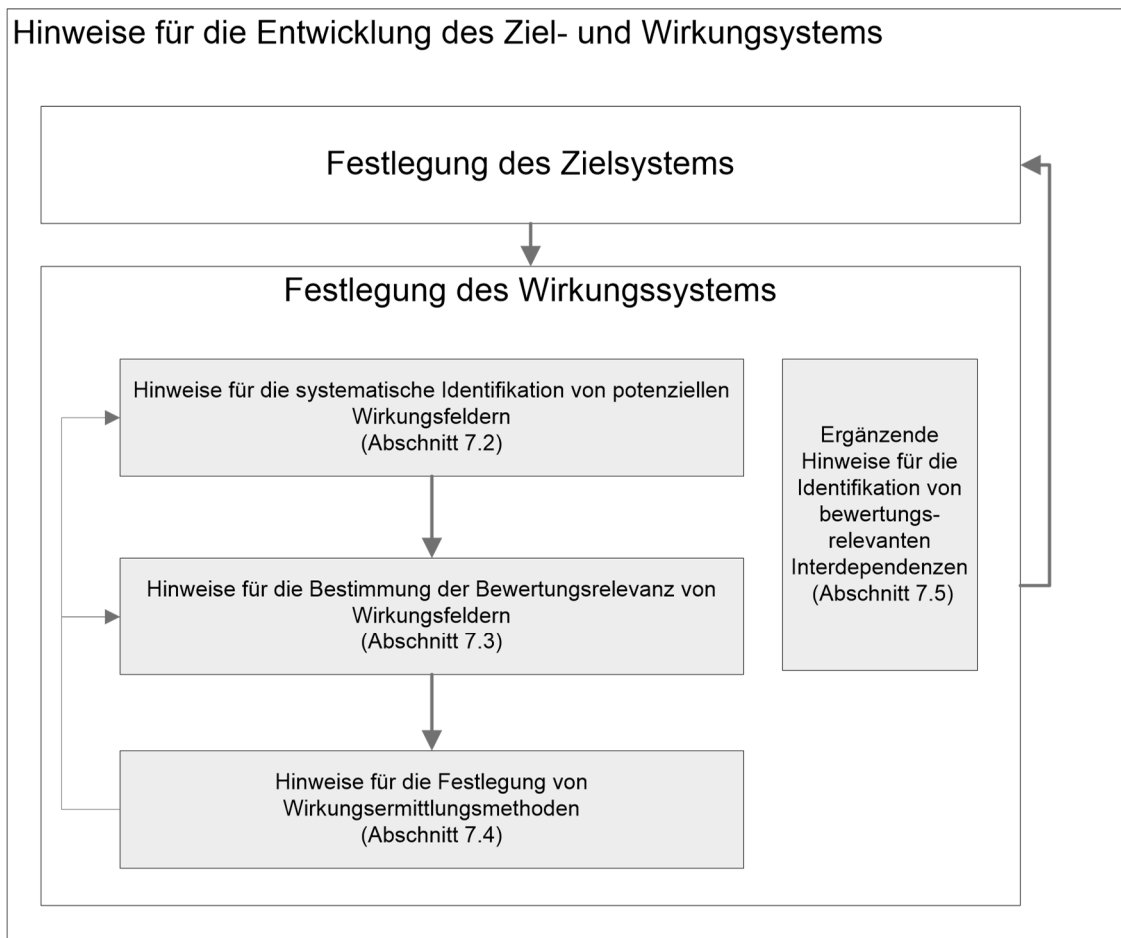 Hinweise für die Entwicklung des Ziel- und Wirkungsystems
Festlegung des Zielsystems
Festlegung des Wirkungssystems
Hinweise für die systematische Identifikation von potenziellen
Wirkungsfeldern
(Abschnitt 7.2)
Hinweise für die Bestimmung der Bewertungsrelevanz von
Wirkungsfeldern
(Abschnitt 7.3)
Hinweise für die Festlegung von
Wirkungsermittlungsmethoden
(Abschnitt 7.4)
Ergänzende
Hinweise für die
Identifikation von
bewertungs-
relevanten
Interdependenzen
(Abschnitt 7.5)